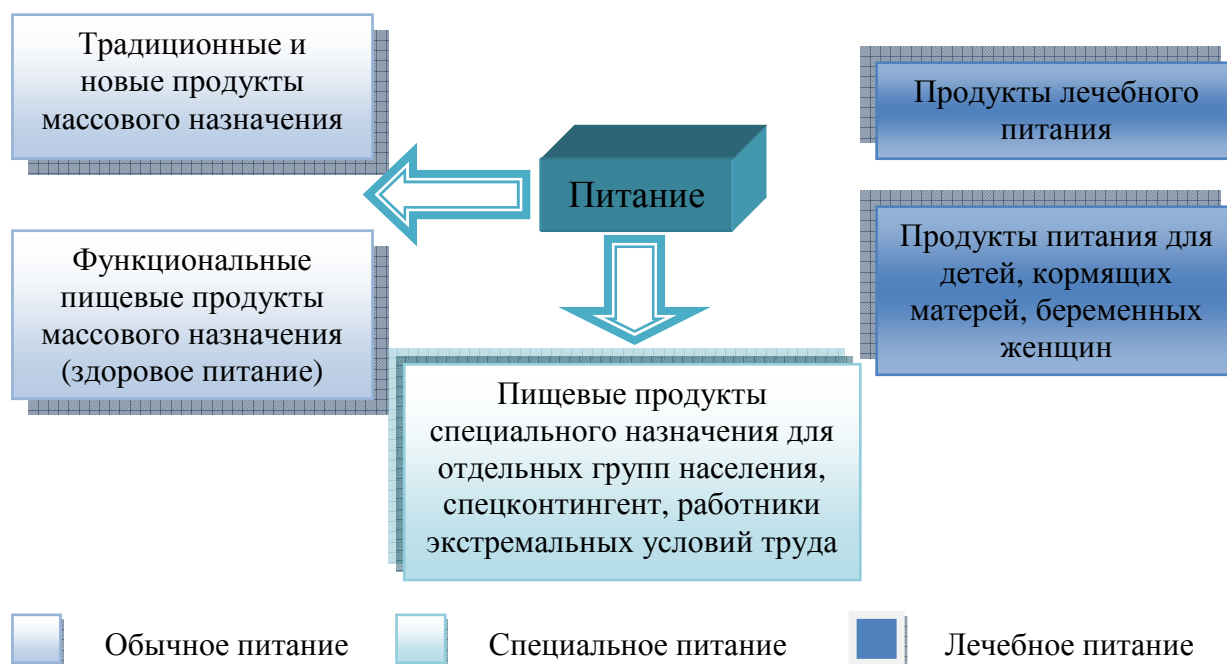 Традиционные и
новые продукты
массового назначения
Функциональные
пищевые продукты
массового назначения
(здоровое питание)
Питание
Продукты лечебного
питания
Продукты питания для
детей, кормящих
матерей, беременных
женщин
Пищевые продукты
специального назначения для
отдельных групп населения,
спецконтингент, работники
экстремальных условий труда
Обычное питание
Специальное питание
Лечебное питание